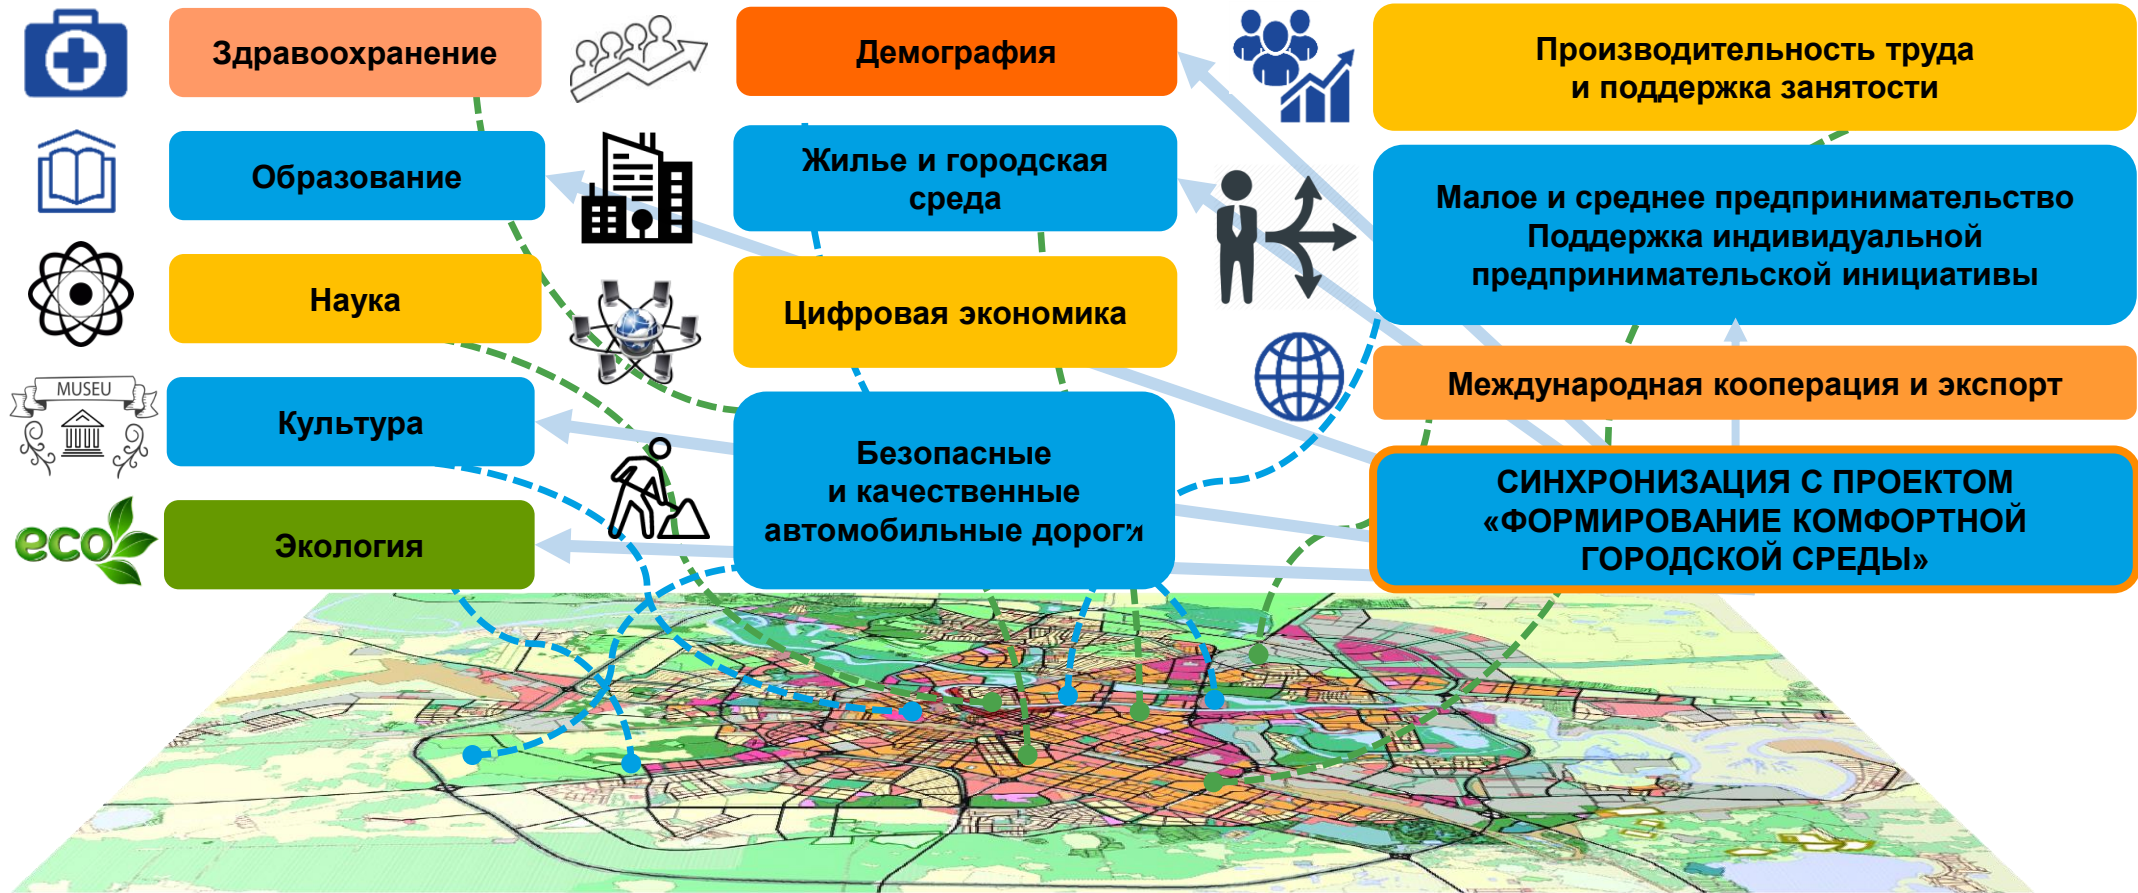 Здравоохранение
Образование
Наука
MUSEU
Культура
eco
Экология
Демография
Жилье и городская
среда
Цифровая экономика
Безопасные
и качественные
автомобильные дороги
Производительность труда
и поддержка занятости
Малое и среднее предпринимательство
Поддержка индивидуальной
предпринимательской инициативы
Международная кооперация и экспорт
СИНХРОНИЗАЦИЯ С ПРОЕКТОМ
«ФОРМИРОВАНИЕ КОМФОРТНОЙ
ГОРОДСКОЙ СРЕДЫ»